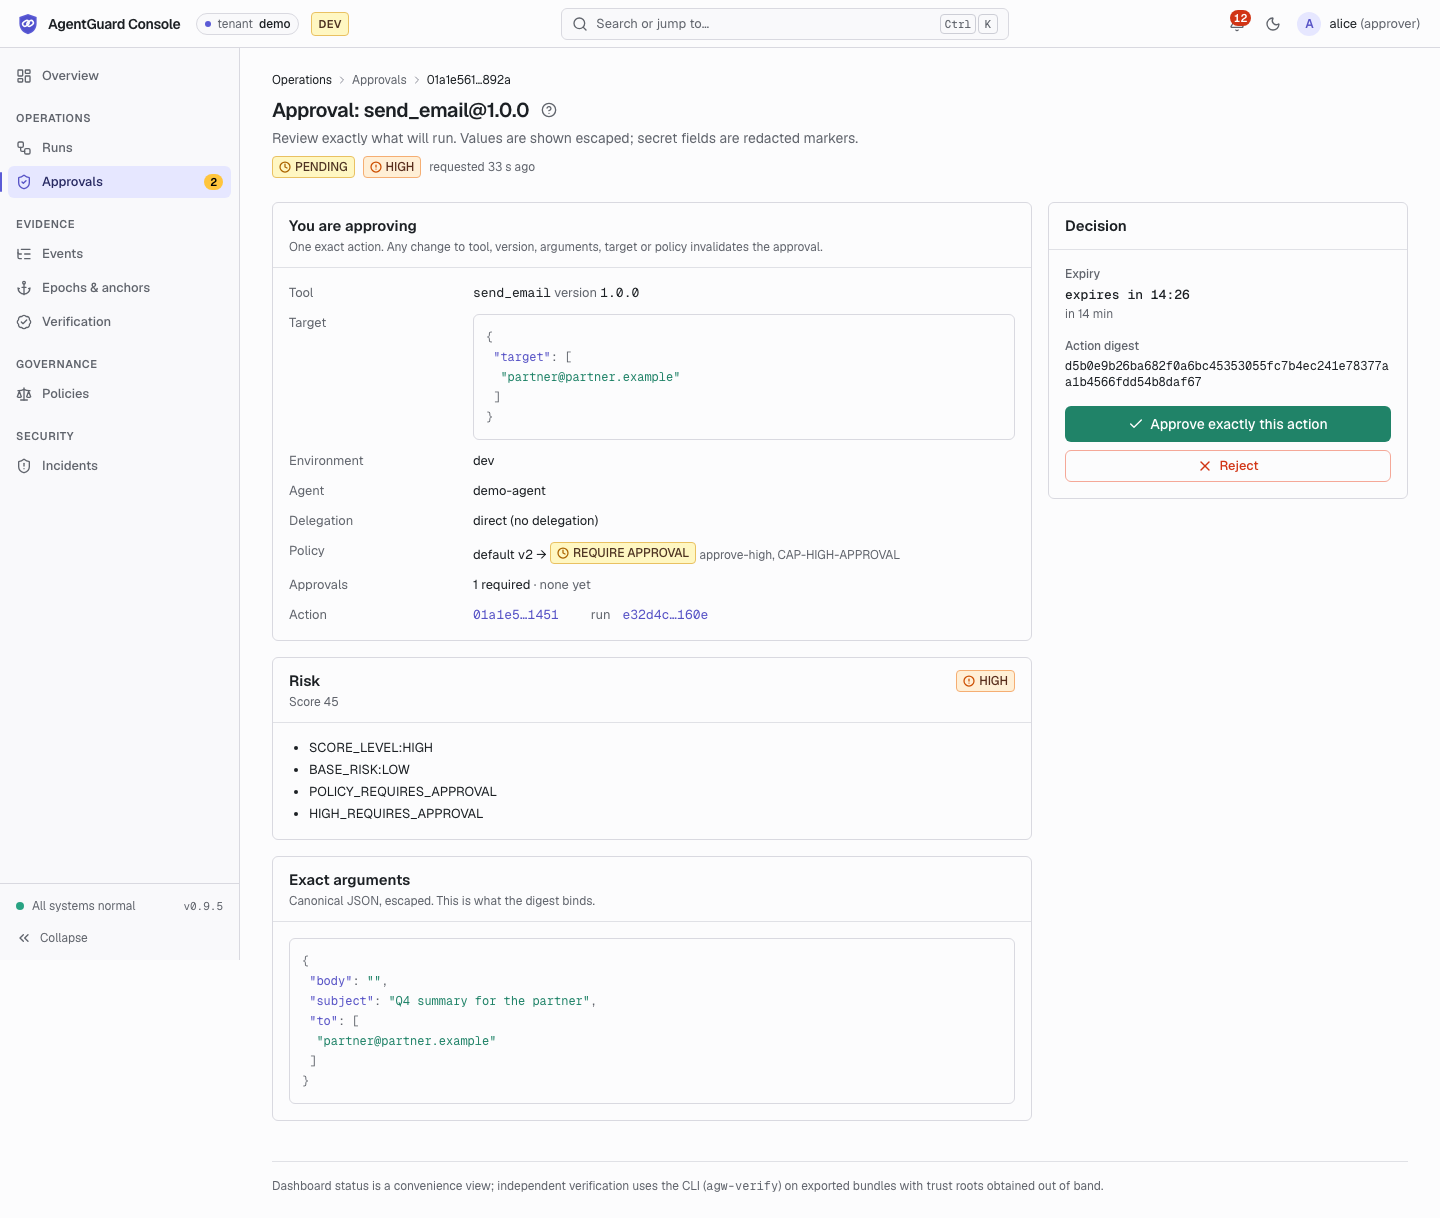 AgentGuard Console
tenant demo
DEV
Search or jump to…
Ctrl K
12
A
alice (approver)
Overview
OPERATIONS
Runs
Approvals 2
EVIDENCE
Events
Epochs & anchors
Verification
GOVERNANCE
Policies
SECURITY
Incidents
All systems normal v0.9.5
Collapse
Operations > Approvals > 01a1e561…892a
Approval: send_email@1.0.0
Review exactly what will run. Values are shown escaped; secret fields are redacted markers.
PENDING HIGH requested 33 s ago
You are approving
One exact action. Any change to tool, version, arguments, target or policy invalidates the approval.
Tool send_email version 1.0.0
Target
{
"target": [
"partner@partner.example"
]
}
Environment dev
Agent demo-agent
Delegation direct (no delegation)
Policy default v2 → REQUIRE APPROVAL approve-high, CAP-HIGH-APPROVAL
Approvals 1 required · none yet
Action 01a1e5…1451 run e32d4c…160e
Risk HIGH
Score 45
• SCORE_LEVEL:HIGH
• BASE_RISK:LOW
• POLICY_REQUIRES_APPROVAL
• HIGH_REQUIRES_APPROVAL
Exact arguments
Canonical JSON, escaped. This is what the digest binds.
{
"body": "",
"subject": "Q4 summary for the partner",
"to": [
"partner@partner.example"
]
}
Decision
Expiry
expires in 14:26
in 14 min
Action digest
d5b0e9b26ba682f0a6bc45353055fc7b4ec241e78377a
a1b4566fdd54b8daf67
Approve exactly this action
Reject
Dashboard status is a convenience view; independent verification uses the CLI (agw-verify) on exported bundles with trust roots obtained out of band.